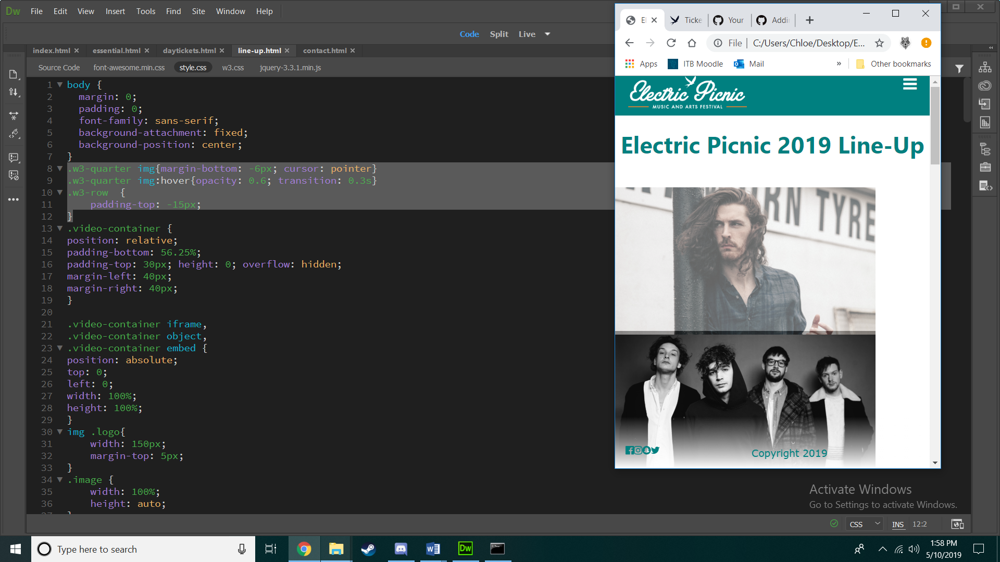 Dw File Edit View Insert Tools Find Site Window Help
Code Split Live
index.html essential.html daytickets.html line-up.html contact.html
Source Code font-awesome.min.css style.css w3.css jquery-3.3.1.min.js
1 body {
2 margin: 0;
3 padding: 0;
4 font-family: sans-serif;
5 background-attachment: fixed;
6 background-position: center;
7 }
8 .w3-quarter img{margin-bottom: -6px; cursor: pointer}
9 .w3-quarter img:hover{opacity: 0.6; transition: 0.3s}
10 .w3-row {
11 padding-top: -15px;
12 }
13 .video-container {
14 position: relative;
15 padding-bottom: 56.25%;
16 padding-top: 30px; height: 0; overflow: hidden;
17 margin-left: 40px;
18 margin-right: 40px;
19 }
20
21 .video-container iframe,
22 .video-container object,
23 .video-container embed {
24 position: absolute;
25 top: 0;
26 left: 0;
27 width: 100%;
28 height: 100%;
29 }
30 img .logo{
31 width: 150px;
32 margin-top: 5px;
33 }
34 .image {
35 width: 100%;
36 height: auto;
Ticke Your Addi
File C:/Users/Chloe/Desktop/E...
Apps ITB Moodle Mail » Other bookmarks
Electric Picnic
MUSIC AND ARTS FESTIVAL
Electric Picnic 2019 Line-Up
TYRE
Copyright 2019
Activate Windows
Go to Settings to activate Windows.
CSS INS 12:2
Type here to search
W Dw
1:58 PM
5/10/2019